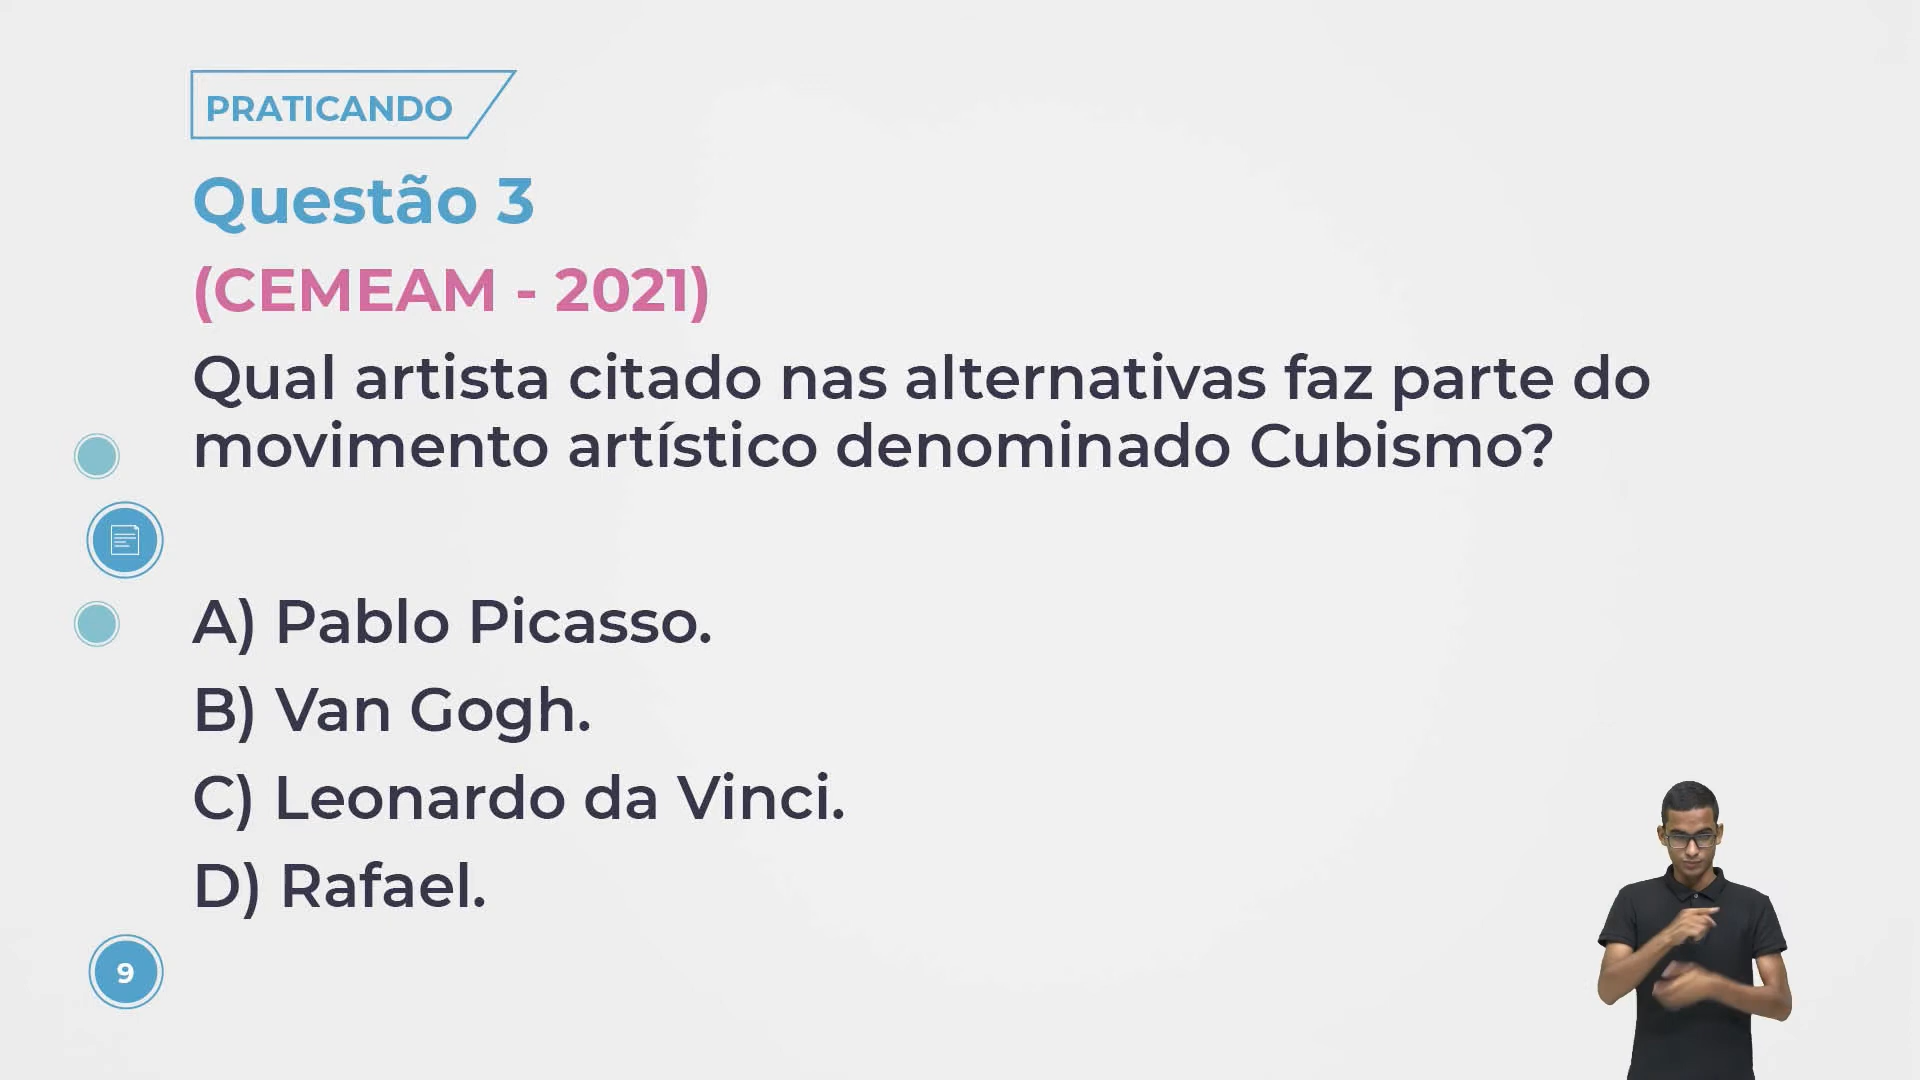 PRATICANDO
Questão 3
(CEMEAM - 2021)
Qual artista citado nas alternativas faz parte do
movimento artístico denominado Cubismo?
A) Pablo Picasso.
B) Van Gogh.
C) Leonardo da Vinci.
D) Rafael.
9